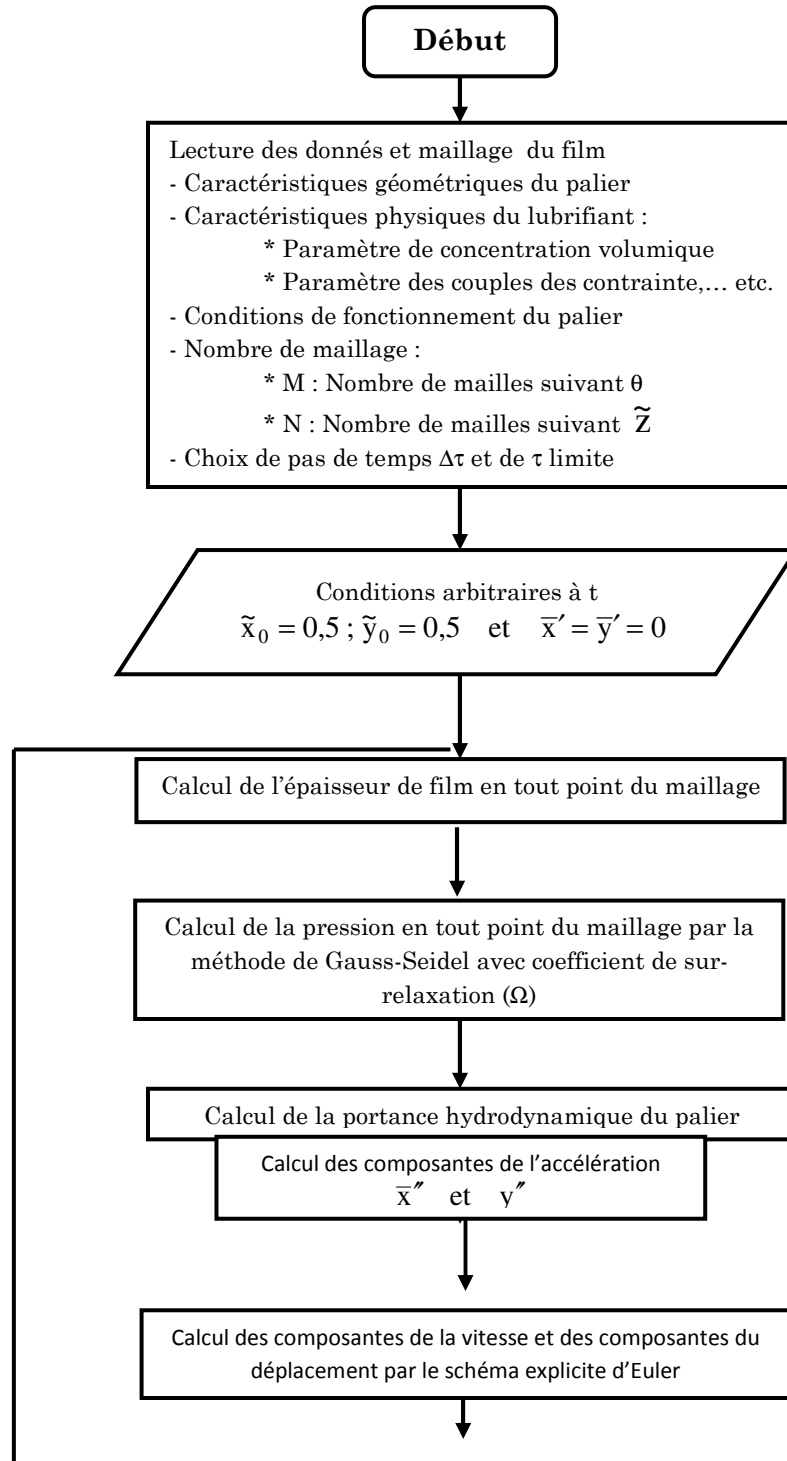 Début
Lecture des donnés et maillage du film
- Caractéristiques géométriques du palier
- Caractéristiques physiques du lubrifiant :
* Paramètre de concentration volumique
* Paramètre des couples des contrainte,… etc.
- Conditions de fonctionnement du palier
- Nombre de maillage :
* M : Nombre de mailles suivant θ
* N : Nombre de mailles suivant Z̃
- Choix de pas de temps Δτ et de τ limite
Conditions arbitraires à t
x̃₀ = 0,5 ; ỹ₀ = 0,5 et x̅′ = y̅′ = 0
Calcul de l’épaisseur de film en tout point du maillage
Calcul de la pression en tout point du maillage par la
méthode de Gauss-Seidel avec coefficient de sur-
relaxation (Ω)
Calcul de la portance hydrodynamique du palier
Calcul des composantes de l’accélération
x̅″ et y″
Calcul des composantes de la vitesse et des composantes du
déplacement par le schéma explicite d’Euler